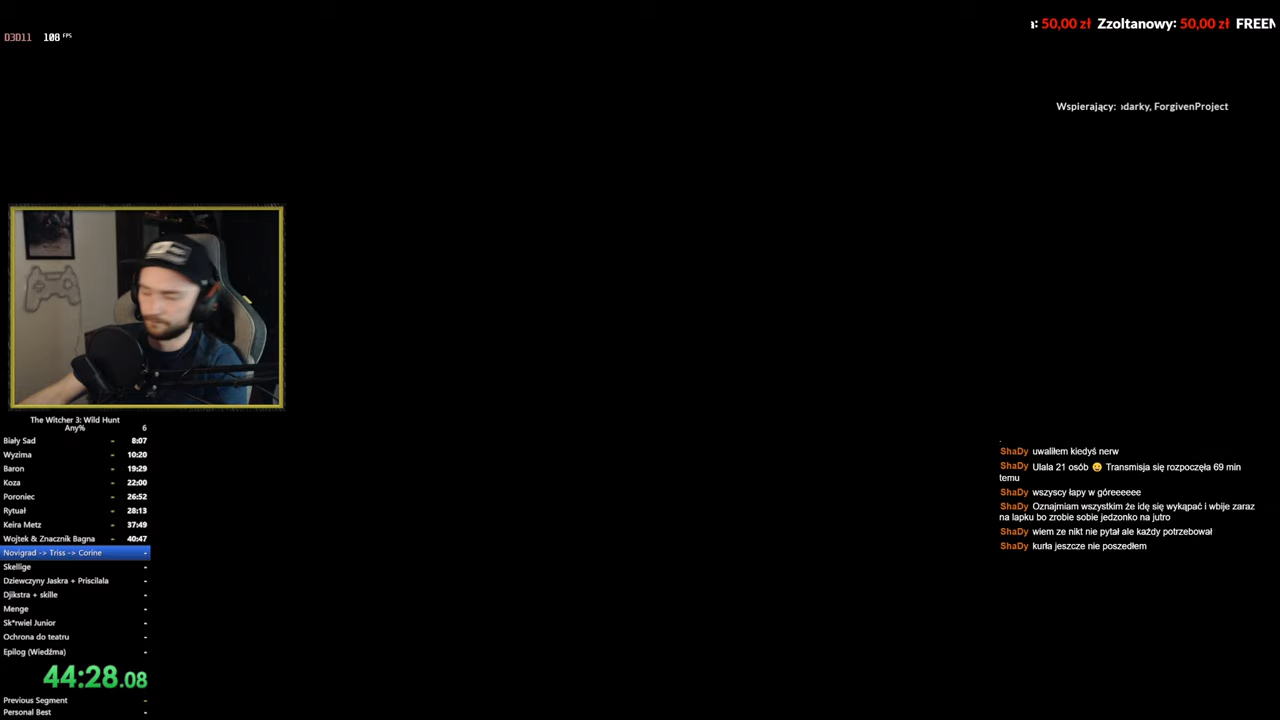 D3D11 108 FPS
: 50,00 zł Zzoltanowy: 50,00 zł FREEN
Wspierający: darky, ForgivenProject
The Witcher 3: Wild Hunt
Any% 6
Biały Sad - 8:07
Wyzima - 10:20
Baron - 19:29
Koza - 22:00
Poroniec - 26:52
Rytuał - 28:13
Keira Metz - 37:49
Wojtek & Znacznik Bagna - 40:47
Novigrad -> Triss -> Corine -
Skellige -
Dziewczyny Jaskra + Priscilala -
Djikstra + skille -
Menge -
Sk*rwiel Junior -
Ochrona do teatru -
Epilog (Wiedźma) -
44:28.08
Previous Segment -
Personal Best -
ShaDy uwaliłem kiedyś nerw
ShaDy Ulala 21 osób 😉 Transmisja się rozpoczęła 69 min
temu
ShaDy wszyscy łapy w góreeeeee
ShaDy Oznajmiam wszystkim że idę się wykąpać i wbije zaraz
na lapku bo zrobie sobie jedzonko na jutro
ShaDy wiem ze nikt nie pytał ale każdy potrzebował
ShaDy kurła jeszcze nie poszedłem